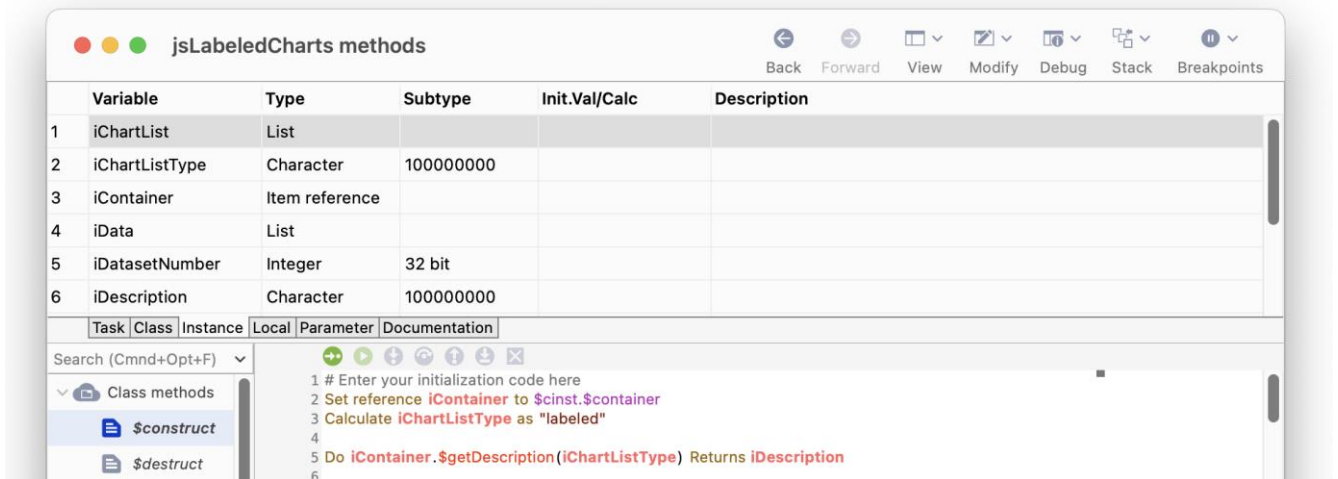 jsLabeledCharts methods
Back Forward View Modify Debug Stack Breakpoints
Variable Type Subtype Init.Val/Calc Description
1 iChartList List
2 iChartListType Character 100000000
3 iContainer Item reference
4 iData List
5 iDatasetNumber Integer 32 bit
6 iDescription Character 100000000
Task Class Instance Local Parameter Documentation
Search (Cmnd+Opt+F)
Class methods
$construct
$destruct
1 # Enter your initialization code here
2 Set reference iContainer to $cinst.$container
3 Calculate iChartListType as "labeled"
4
5 Do iContainer.$getDescription(iChartListType) Returns iDescription
6